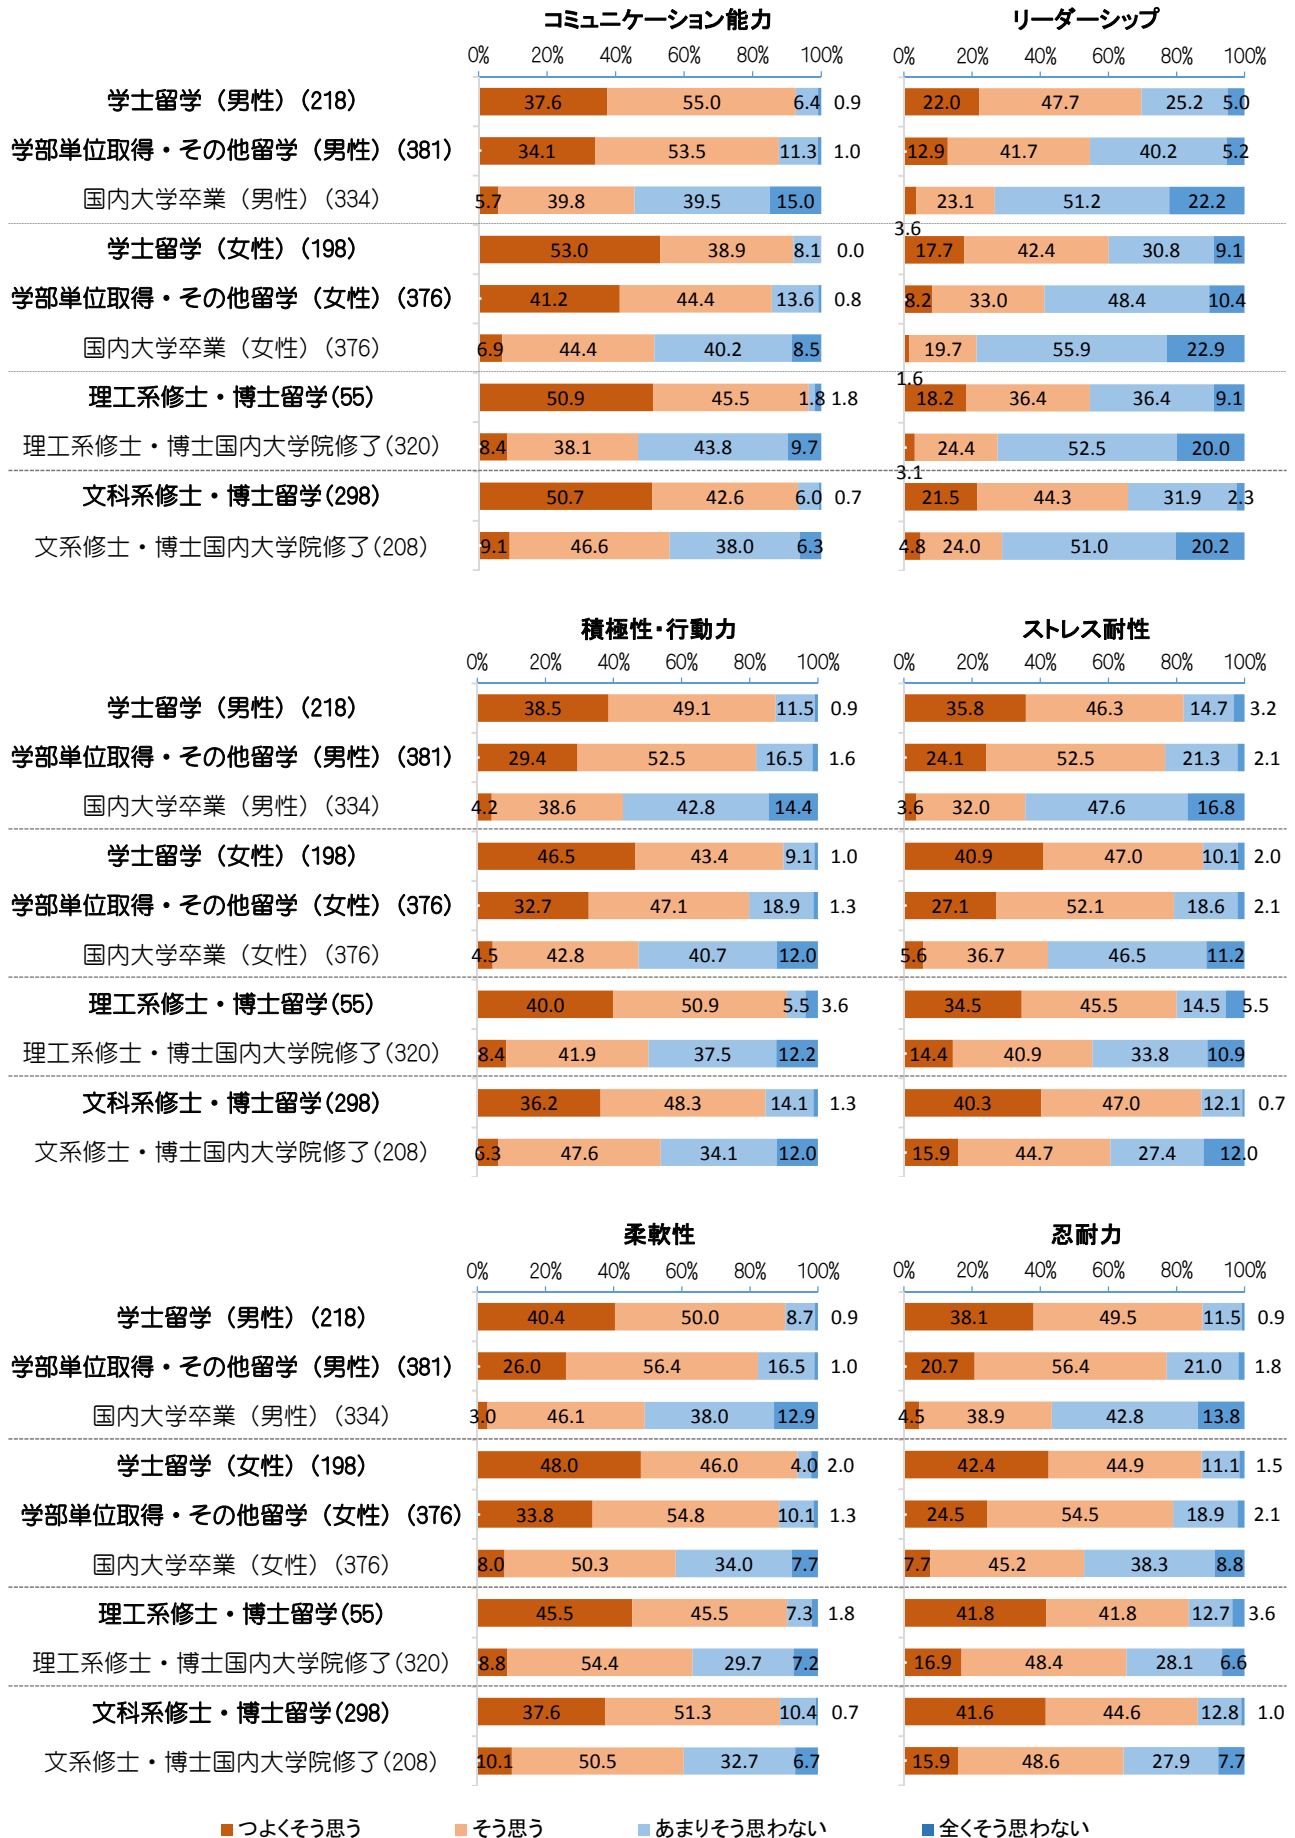 コミュニケーション能力 リーダーシップ
0% 20% 40% 60% 80% 100% 0% 20% 40% 60% 80% 100%
学士留学（男性）(218) 37.6 55.0 6.4 0.9 22.0 47.7 25.2 5.0
学部単位取得・その他留学（男性）(381) 34.1 53.5 11.3 1.0 12.9 41.7 40.2 5.2
国内大学卒業（男性）(334) 5.7 39.8 39.5 15.0 3.6 23.1 51.2 22.2
学士留学（女性）(198) 53.0 38.9 8.1 0.0 17.7 42.4 30.8 9.1
学部単位取得・その他留学（女性）(376) 41.2 44.4 13.6 0.8 8.2 33.0 48.4 10.4
国内大学卒業（女性）(376) 6.9 44.4 40.2 8.5 1.6 19.7 55.9 22.9
理工系修士・博士留学(55) 50.9 45.5 1.8 1.8 18.2 36.4 36.4 9.1
理工系修士・博士国内大学院修了(320) 8.4 38.1 43.8 9.7 3.1 24.4 52.5 20.0
文科系修士・博士留学(298) 50.7 42.6 6.0 0.7 21.5 44.3 31.9 2.3
文系修士・博士国内大学院修了(208) 9.1 46.6 38.0 6.3 4.8 24.0 51.0 20.2
積極性・行動力 ストレス耐性
0% 20% 40% 60% 80% 100% 0% 20% 40% 60% 80% 100%
学士留学（男性）(218) 38.5 49.1 11.5 0.9 35.8 46.3 14.7 3.2
学部単位取得・その他留学（男性）(381) 29.4 52.5 16.5 1.6 24.1 52.5 21.3 2.1
国内大学卒業（男性）(334) 4.2 38.6 42.8 14.4 3.6 32.0 47.6 16.8
学士留学（女性）(198) 46.5 43.4 9.1 1.0 40.9 47.0 10.1 2.0
学部単位取得・その他留学（女性）(376) 32.7 47.1 18.9 1.3 27.1 52.1 18.6 2.1
国内大学卒業（女性）(376) 4.5 42.8 40.7 12.0 5.6 36.7 46.5 11.2
理工系修士・博士留学(55) 40.0 50.9 5.5 3.6 34.5 45.5 14.5 5.5
理工系修士・博士国内大学院修了(320) 8.4 41.9 37.5 12.2 14.4 40.9 33.8 10.9
文科系修士・博士留学(298) 36.2 48.3 14.1 1.3 40.3 47.0 12.1 0.7
文系修士・博士国内大学院修了(208) 6.3 47.6 34.1 12.0 15.9 44.7 27.4 12.0
柔軟性 忍耐力
0% 20% 40% 60% 80% 100% 0% 20% 40% 60% 80% 100%
学士留学（男性）(218) 40.4 50.0 8.7 0.9 38.1 49.5 11.5 0.9
学部単位取得・その他留学（男性）(381) 26.0 56.4 16.5 1.0 20.7 56.4 21.0 1.8
国内大学卒業（男性）(334) 3.0 46.1 38.0 12.9 4.5 38.9 42.8 13.8
学士留学（女性）(198) 48.0 46.0 4.0 2.0 42.4 44.9 11.1 1.5
学部単位取得・その他留学（女性）(376) 33.8 54.8 10.1 1.3 24.5 54.5 18.9 2.1
国内大学卒業（女性）(376) 8.0 50.3 34.0 7.7 7.7 45.2 38.3 8.8
理工系修士・博士留学(55) 45.5 45.5 7.3 1.8 41.8 41.8 12.7 3.6
理工系修士・博士国内大学院修了(320) 8.8 54.4 29.7 7.2 16.9 48.4 28.1 6.6
文科系修士・博士留学(298) 37.6 51.3 10.4 0.7 41.6 44.6 12.8 1.0
文系修士・博士国内大学院修了(208) 10.1 50.5 32.7 6.7 15.9 48.6 27.9 7.7
つよくそう思う そう思う あまりそう思わない 全くそう思わない